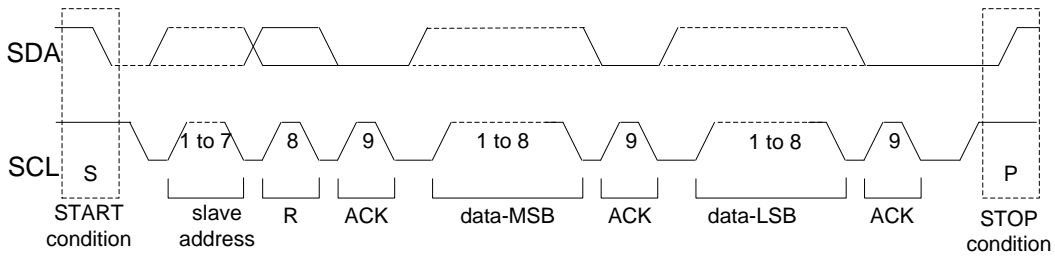 SDA
1 to 7 8 9 1 to 8 9 1 to 8 9
SCL S P
START condition slave address R ACK data-MSB ACK data-LSB ACK STOP condition